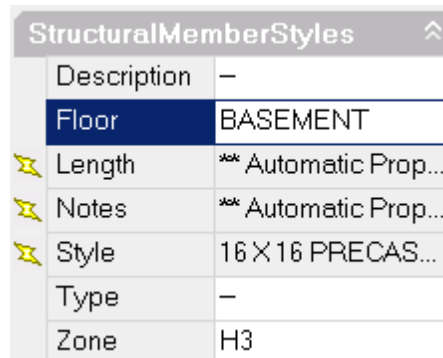 StructuralMemberStyles
Description –
Floor BASEMENT
Length ** Automatic Prop...
Notes ** Automatic Prop...
Style 16 X 16 PRECAS...
Type –
Zone H3